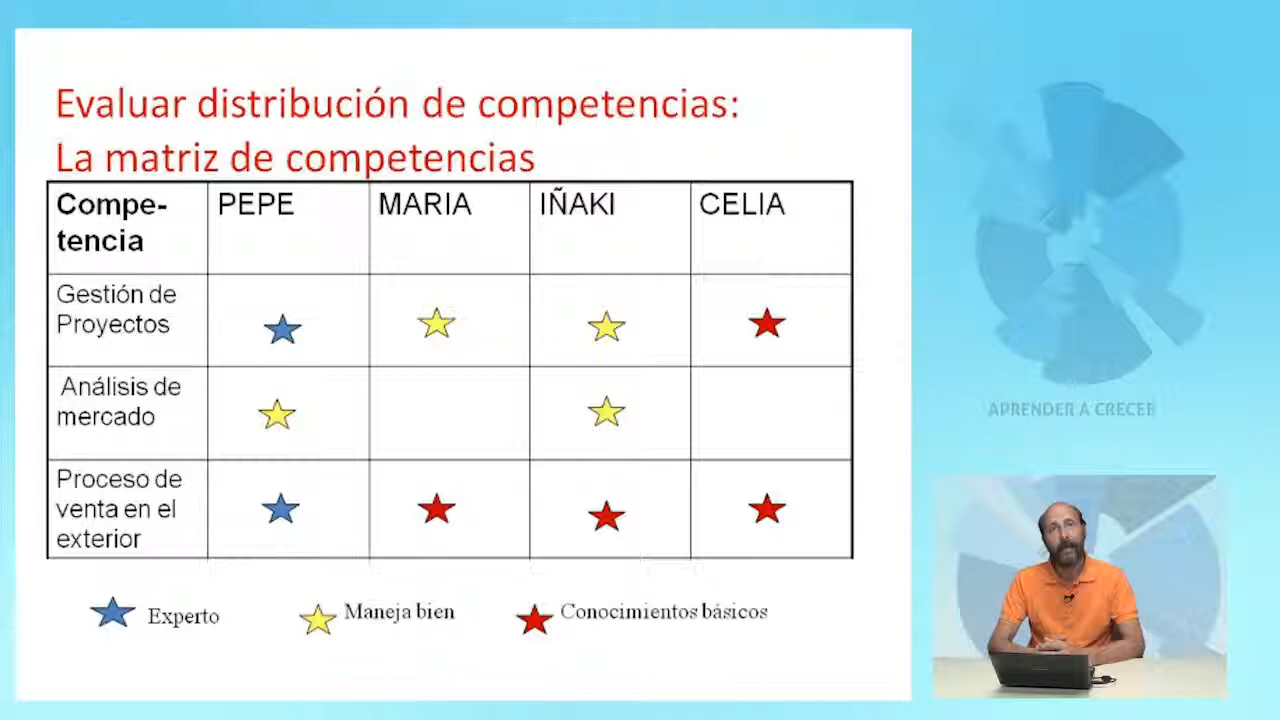 Evaluar distribución de competencias:
La matriz de competencias
Compe-
tencia
PEPE
MARIA
IÑAKI
CELIA
Gestión de
Proyectos
Análisis de
mercado
Proceso de
venta en el
exterior
Experto
Maneja bien
Conocimientos básicos
APRENDER A CRECER